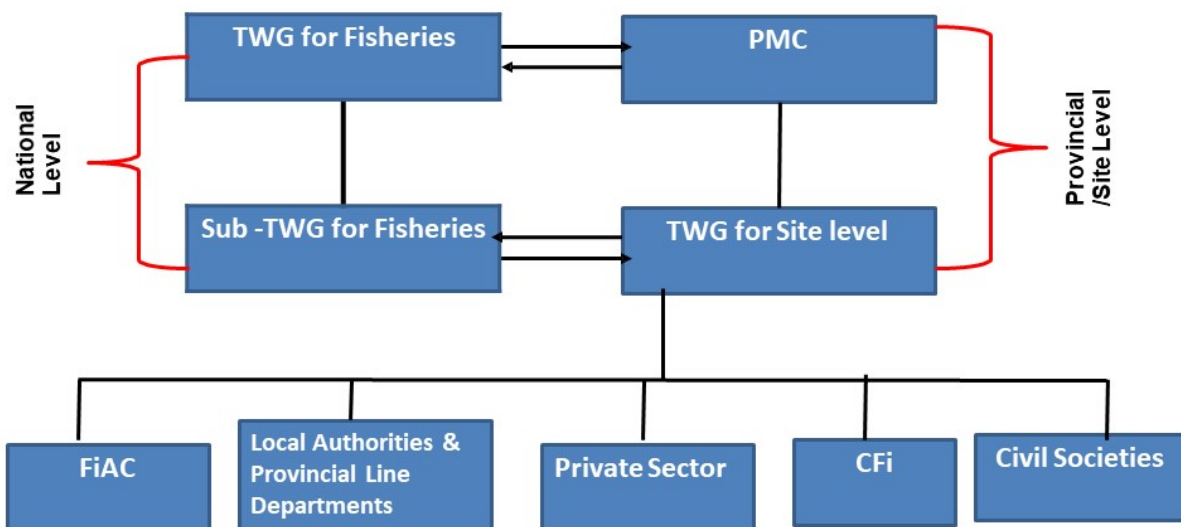 TWG for Fisheries
PMC
National
Level
Provincial
/Site Level
Sub -TWG for Fisheries
TWG for Site level
FiAC
Local Authorities &
Provincial Line
Departments
Private Sector
CFi
Civil Societies